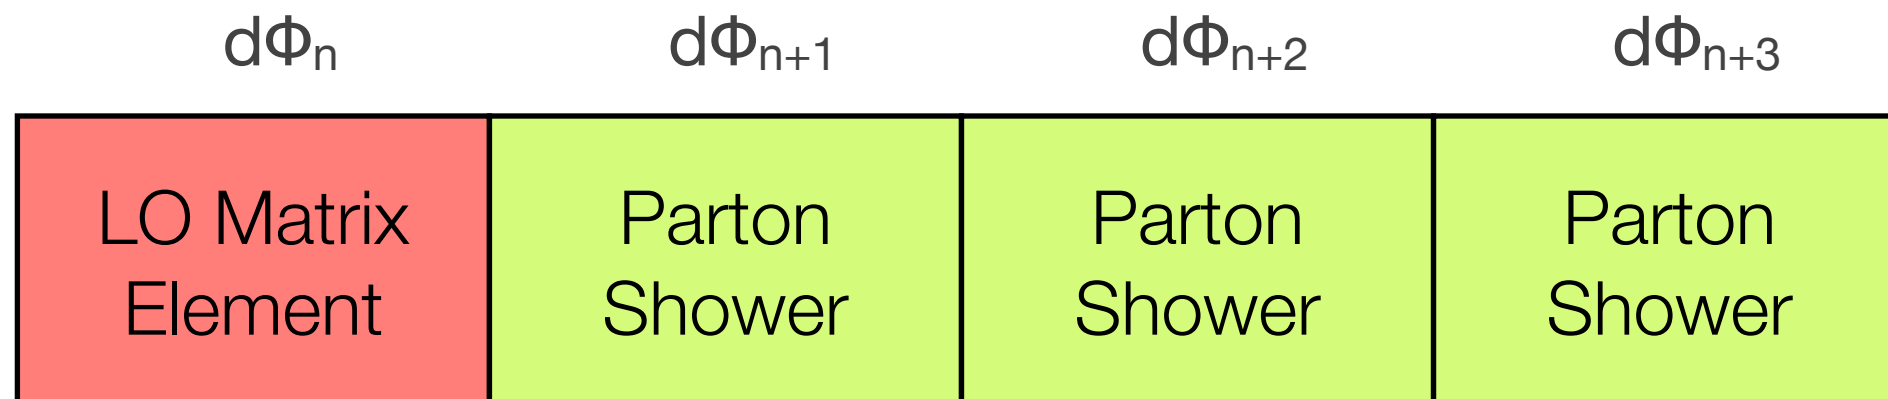 dΦn dΦn+1 dΦn+2 dΦn+3
LO Matrix Parton Parton Parton
Element Shower Shower Shower